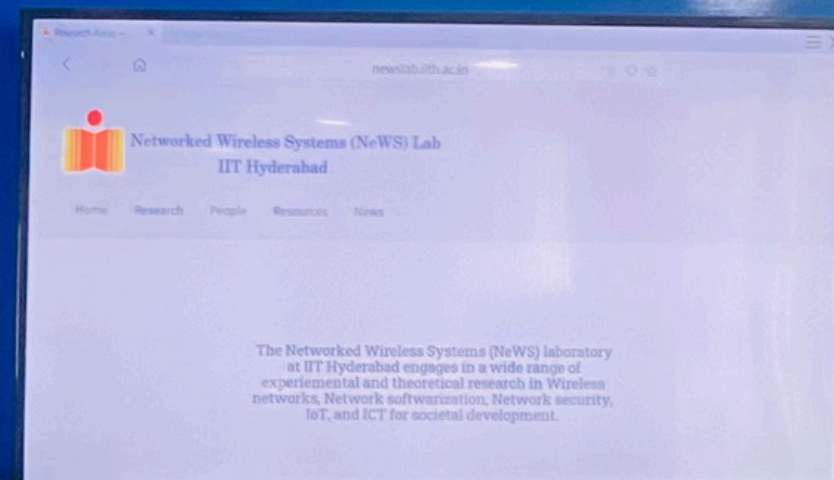 Research Areas —
newslab.iith.ac.in
Networked Wireless Systems (NeWS) Lab
IIT Hyderabad
Home Research People Resources News
The Networked Wireless Systems (NeWS) laboratory
at IIT Hyderabad engages in a wide range of
experiemental and theoretical research in Wireless
networks, Network softwarization, Network security,
IoT, and ICT for societal development.